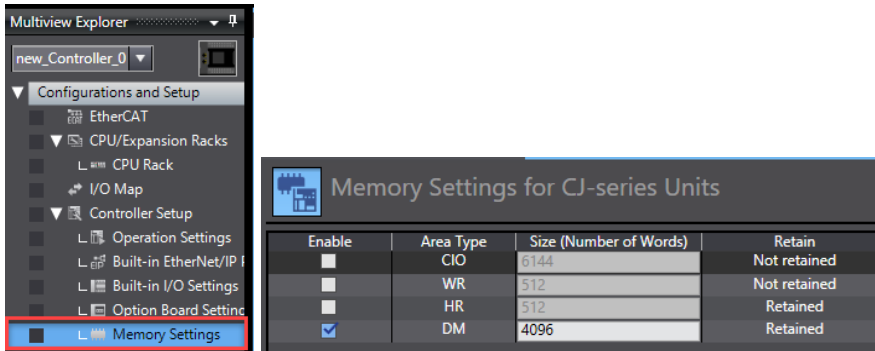 Multiview Explorer
new_Controller_0
Configurations and Setup
EtherCAT
CPU/Expansion Racks
CPU Rack
I/O Map
Controller Setup
Operation Settings
Built-in EtherNet/IP
Built-in I/O Settings
Option Board Setting
Memory Settings
Memory Settings for CJ-series Units
Enable Area Type Size (Number of Words) Retain
CIO 6144 Not retained
WR 512 Not retained
HR 512 Retained
DM 4096 Retained